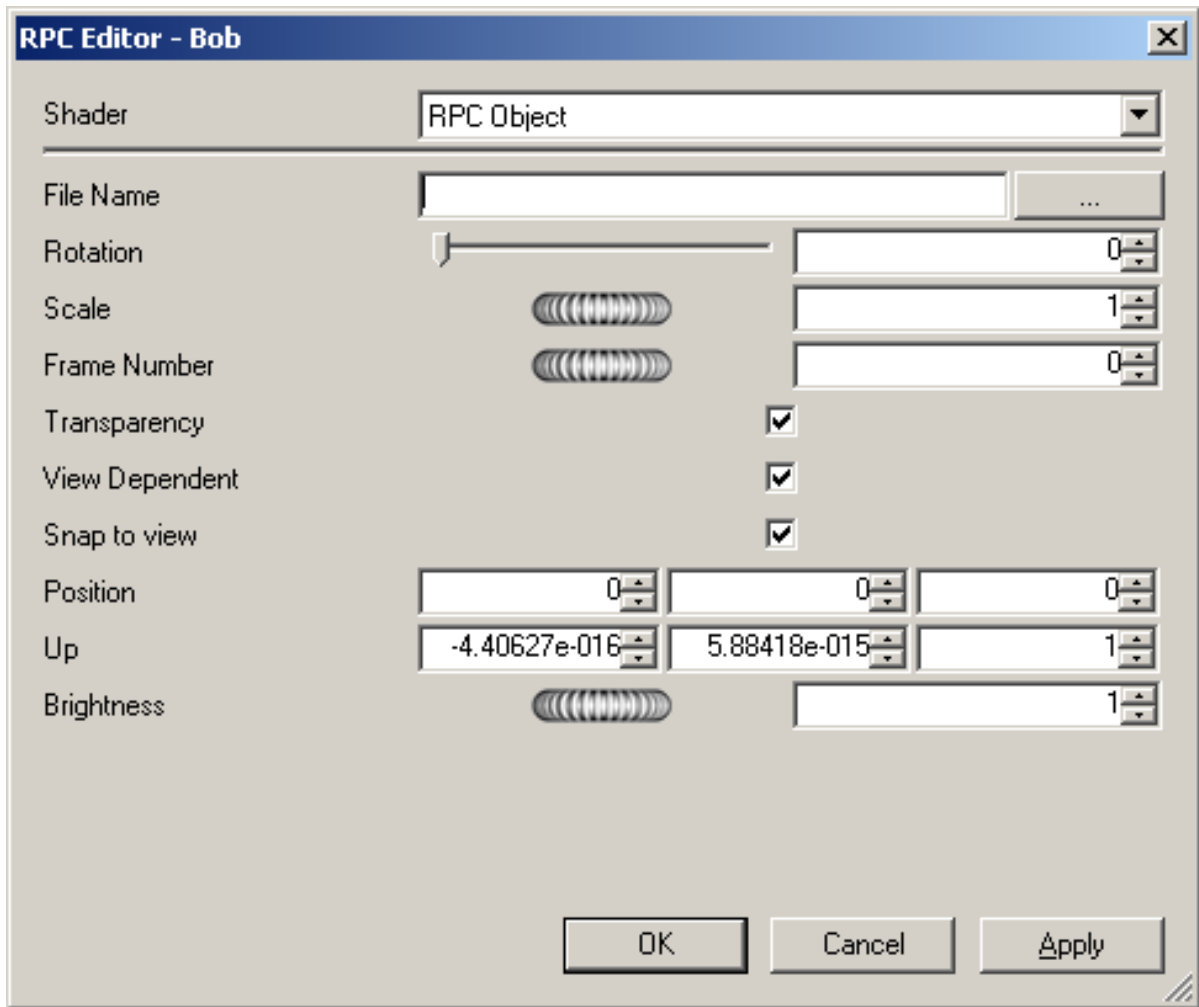 RPC Editor - Bob
Shader RPC Object
File Name ...
Rotation 0
Scale 1
Frame Number 0
Transparency
View Dependent
Snap to view
Position 0 0 0
Up -4.40627e-016 5.88418e-015 1
Brightness 1
OK Cancel Apply